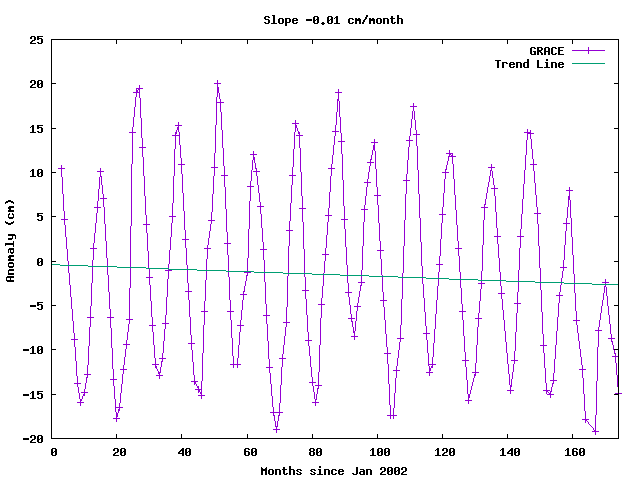 Slope -0.01 cm/month
GRACE
Trend Line
25
20
15
10
5
0
-5
-10
-15
-20
Anomaly (cm)
0 20 40 60 80 100 120 140 160
Months since Jan 2002